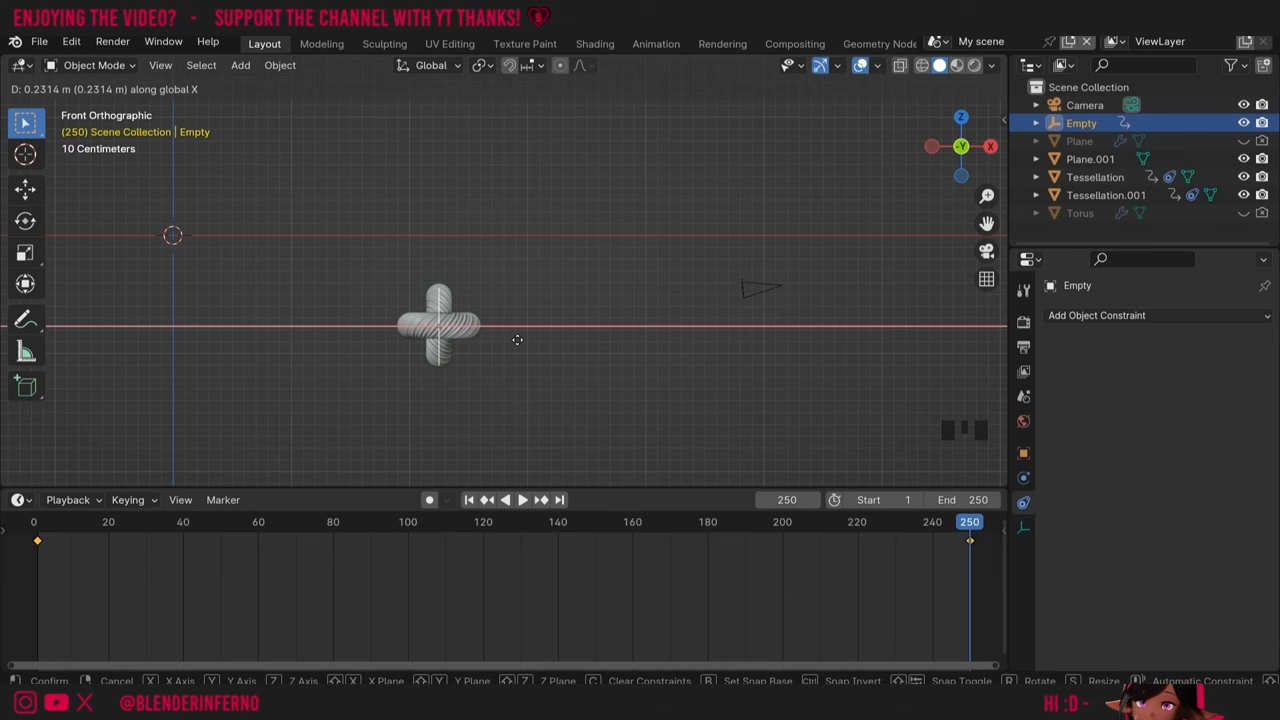 ENJOYING THE VIDEO? - SUPPORT THE CHANNEL WITH YT THANKS!
File Edit Render Window Help Layout Modeling Sculpting UV Editing Texture Paint Shading Animation Rendering Compositing Geometry Node My scene ViewLayer
Object Mode View Select Add Object Global
D: 0.2314 m (0.2314 m) along global X
Scene Collection
Camera
Empty
Plane
Plane.001
Tessellation
Tessellation.001
Torus
Front Orthographic
(250) Scene Collection | Empty
10 Centimeters
Z
-Y
X
Empty
Add Object Constraint
Playback Keying View Marker 250 Start 1 End 250
0 20 40 60 80 100 120 140 160 180 200 220 240 250
Confirm Cancel X X Axis Y Y Axis Z Z Axis X X Plane Y Y Plane Z Z Plane C Clear Constraints B Set Snap Base Ctrl Snap Invert Snap Toggle R Rotate S Resize Automatic Constraint
@BLENDERINFERNO
HI :D -